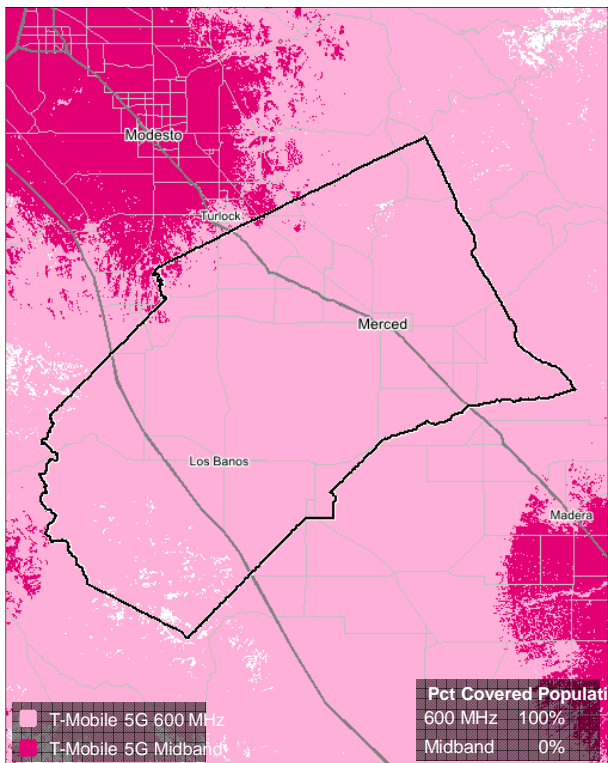 Modesto
Turlock
Merced
Los Banos
Madera
T-Mobile 5G 600 MHz
T-Mobile 5G Midband
Pct Covered Populati
600 MHz 100%
Midband 0%